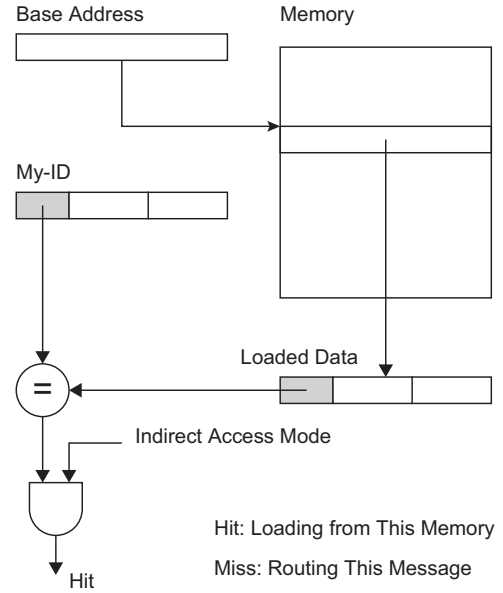 Base Address
Memory
My-ID
Loaded Data
=
Indirect Access Mode
Hit: Loading from This Memory
Miss: Routing This Message
Hit